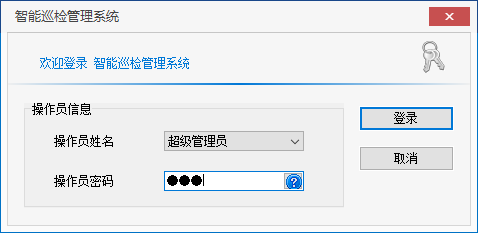 智能巡检管理系统
欢迎登录 智能巡检管理系统
操作员信息
操作员姓名
超级管理员
登录
操作员密码
●●●
?
取消